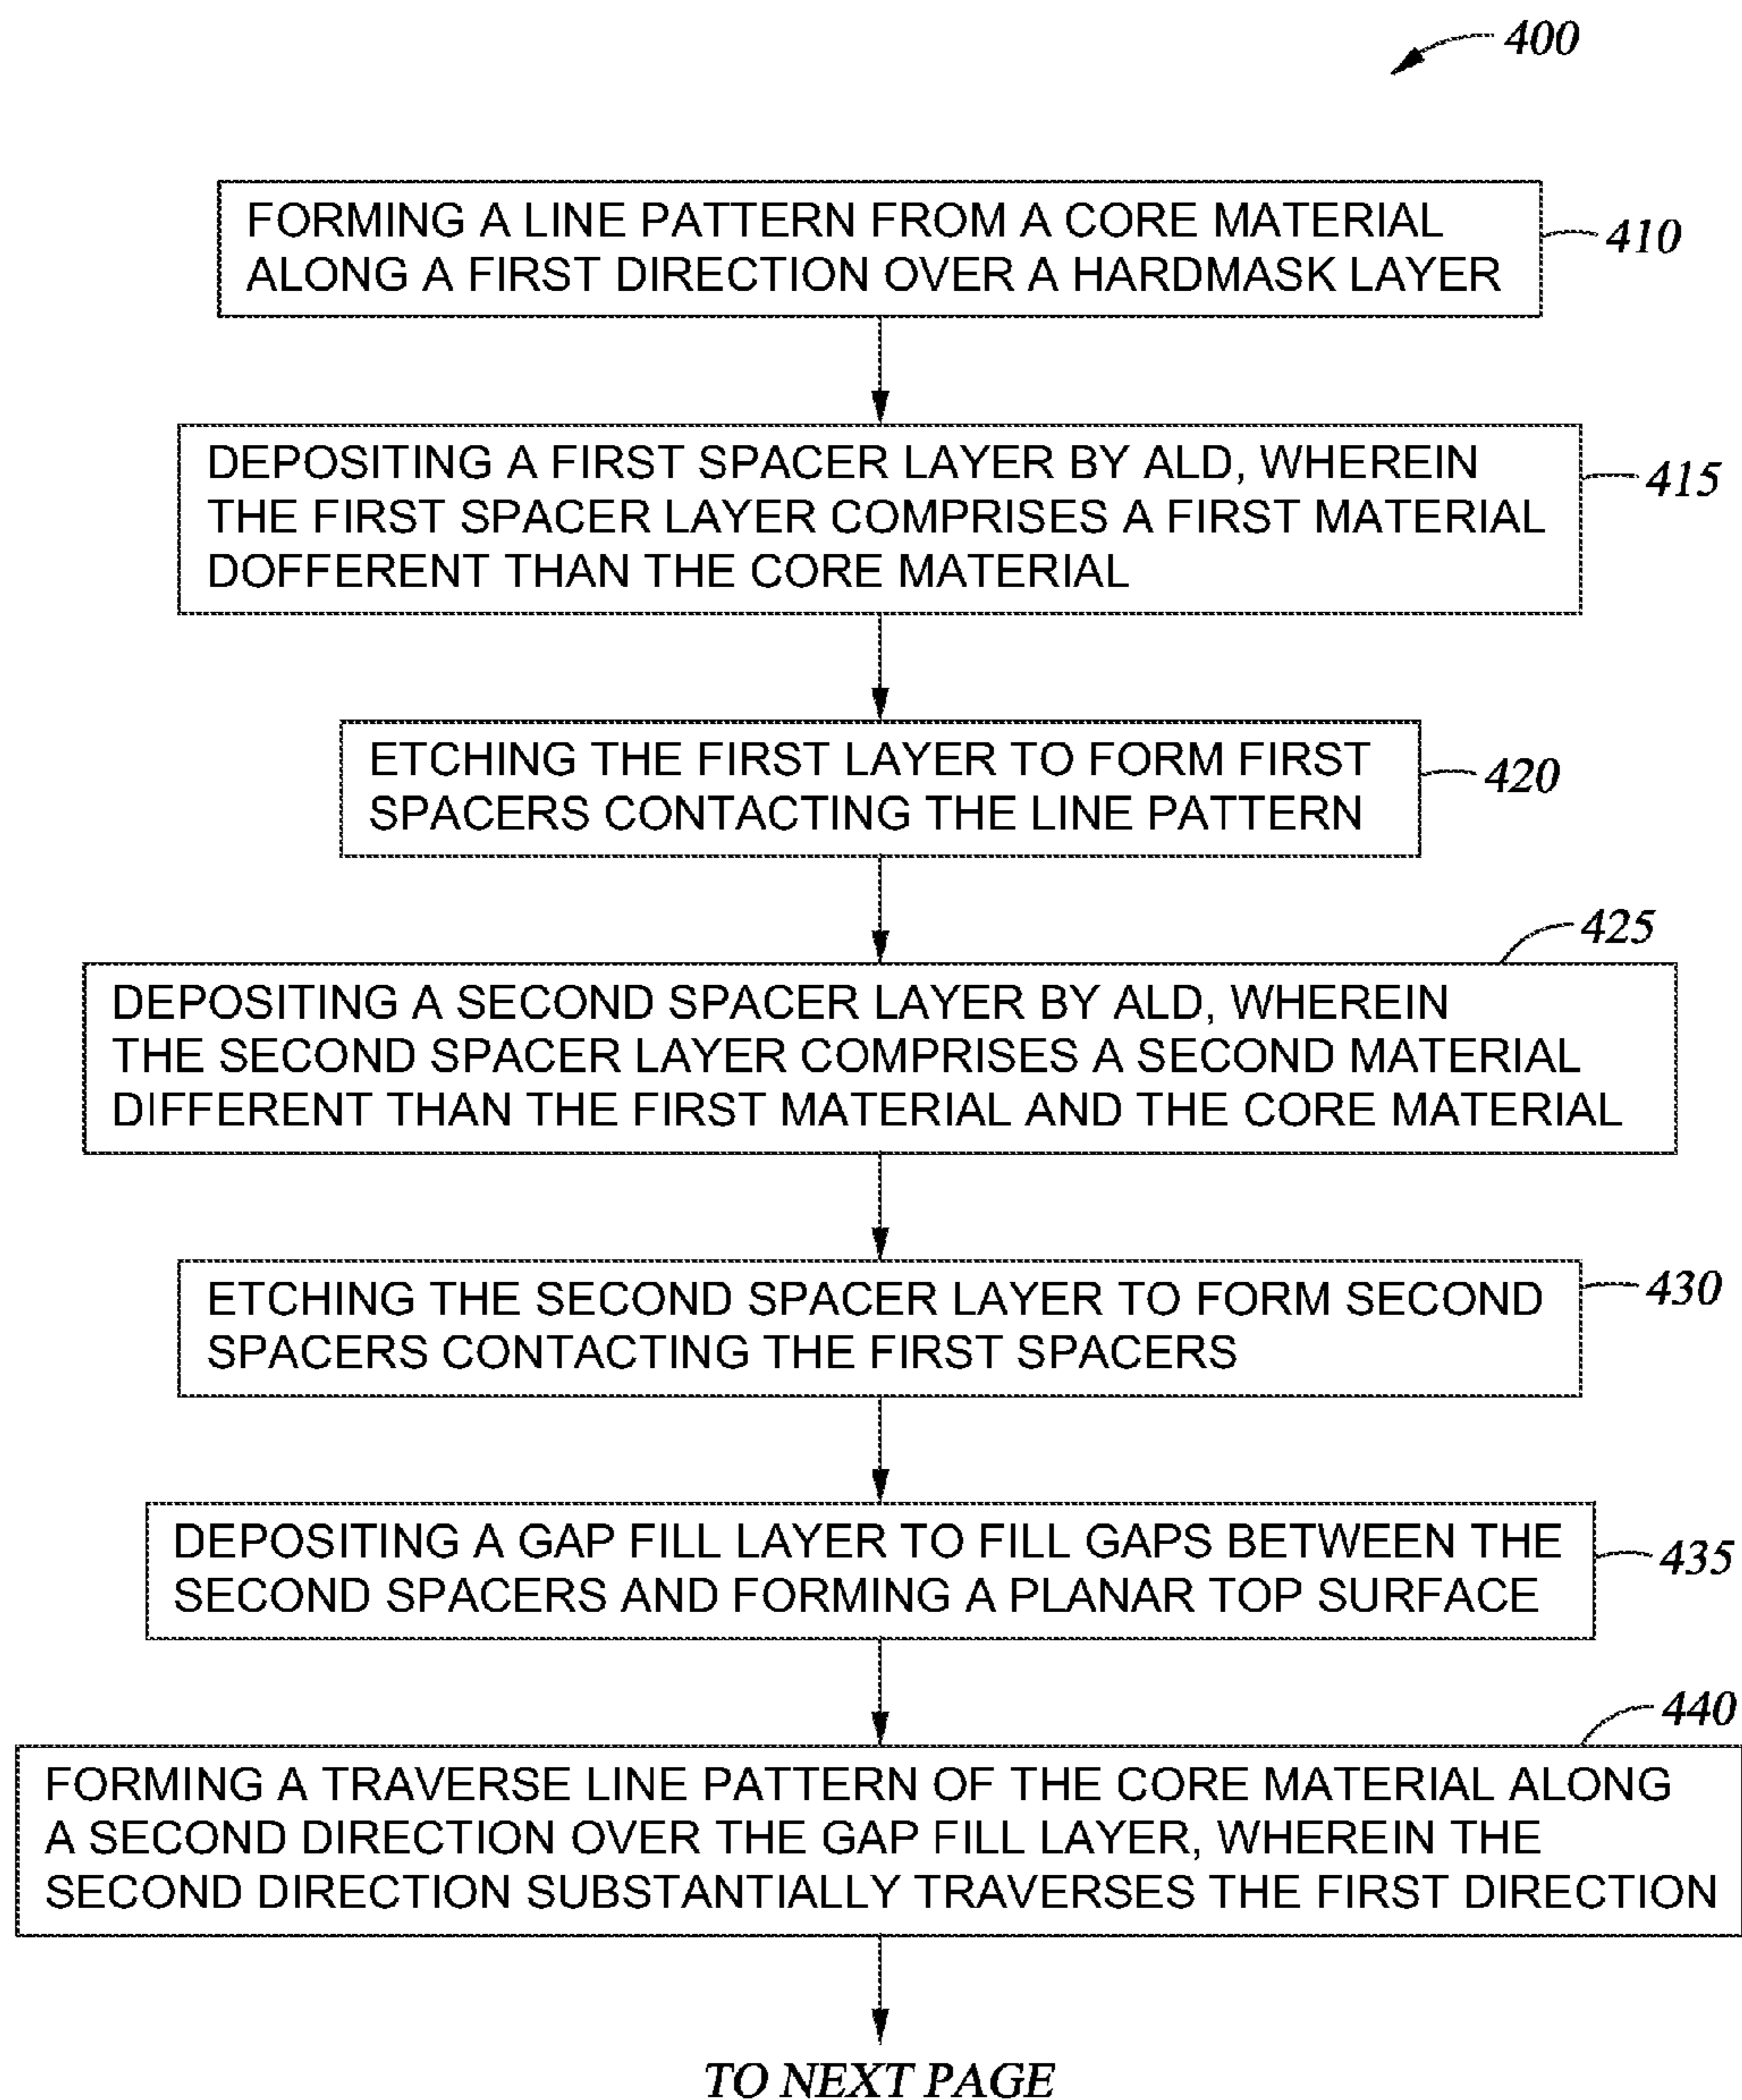 400
FORMING A LINE PATTERN FROM A CORE MATERIAL
ALONG A FIRST DIRECTION OVER A HARDMASK LAYER
410
DEPOSITING A FIRST SPACER LAYER BY ALD, WHEREIN
THE FIRST SPACER LAYER COMPRISES A FIRST MATERIAL
DOFFERENT THAN THE CORE MATERIAL
415
ETCHING THE FIRST LAYER TO FORM FIRST
SPACERS CONTACTING THE LINE PATTERN
420
425
DEPOSITING A SECOND SPACER LAYER BY ALD, WHEREIN
THE SECOND SPACER LAYER COMPRISES A SECOND MATERIAL
DIFFERENT THAN THE FIRST MATERIAL AND THE CORE MATERIAL
ETCHING THE SECOND SPACER LAYER TO FORM SECOND
SPACERS CONTACTING THE FIRST SPACERS
430
DEPOSITING A GAP FILL LAYER TO FILL GAPS BETWEEN THE
SECOND SPACERS AND FORMING A PLANAR TOP SURFACE
435
440
FORMING A TRAVERSE LINE PATTERN OF THE CORE MATERIAL ALONG
A SECOND DIRECTION OVER THE GAP FILL LAYER, WHEREIN THE
SECOND DIRECTION SUBSTANTIALLY TRAVERSES THE FIRST DIRECTION
TO NEXT PAGE